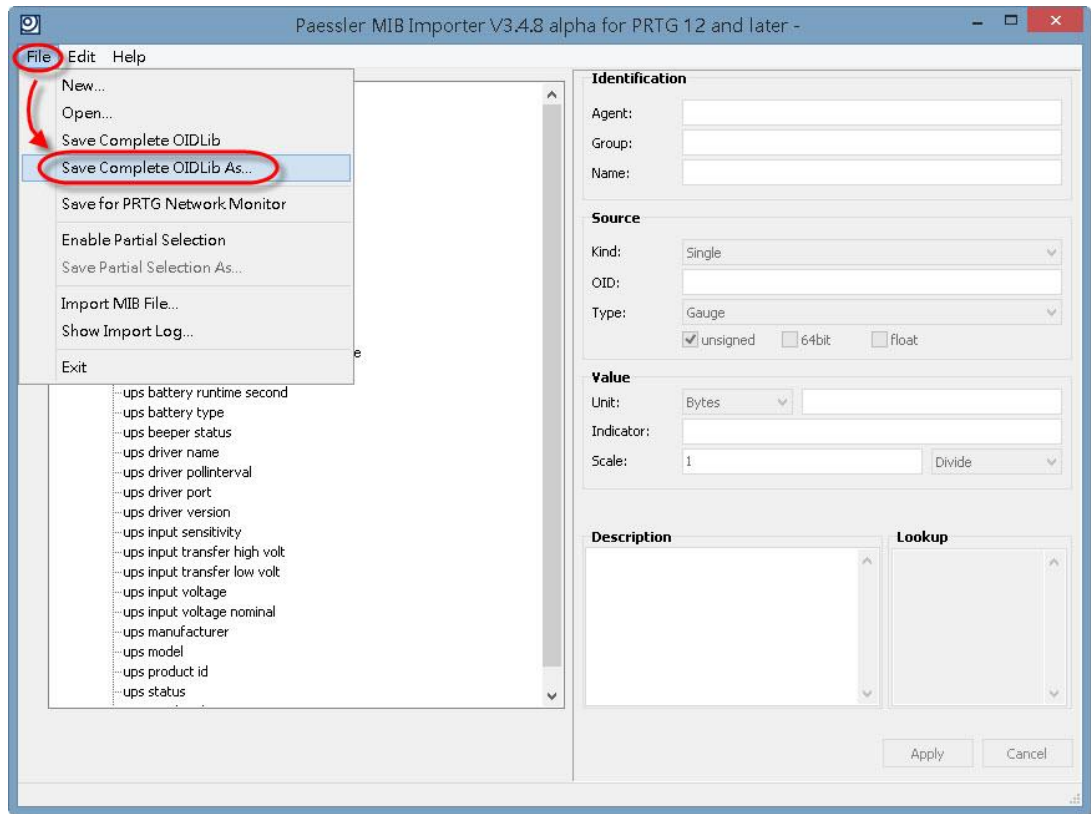 Paessler MIB Importer V3.4.8 alpha for PRTG 12 and later -
File Edit Help
New...
Open...
Save Complete OIDLib
Save Complete OIDLib As...
Save for PRTG Network Monitor
Enable Partial Selection
Save Partial Selection As...
Import MIB File...
Show Import Log...
Exit
e
ups battery runtime second
ups battery type
ups beeper status
ups driver name
ups driver pollinterval
ups driver port
ups driver version
ups input sensitivity
ups input transfer high volt
ups input transfer low volt
ups input voltage
ups input voltage nominal
ups manufacturer
ups model
ups product id
ups status
Identification
Agent:
Group:
Name:
Source
Kind: Single
OID:
Type: Gauge
unsigned 64bit float
Value
Unit: Bytes
Indicator:
Scale: 1 Divide
Description Lookup
Apply Cancel